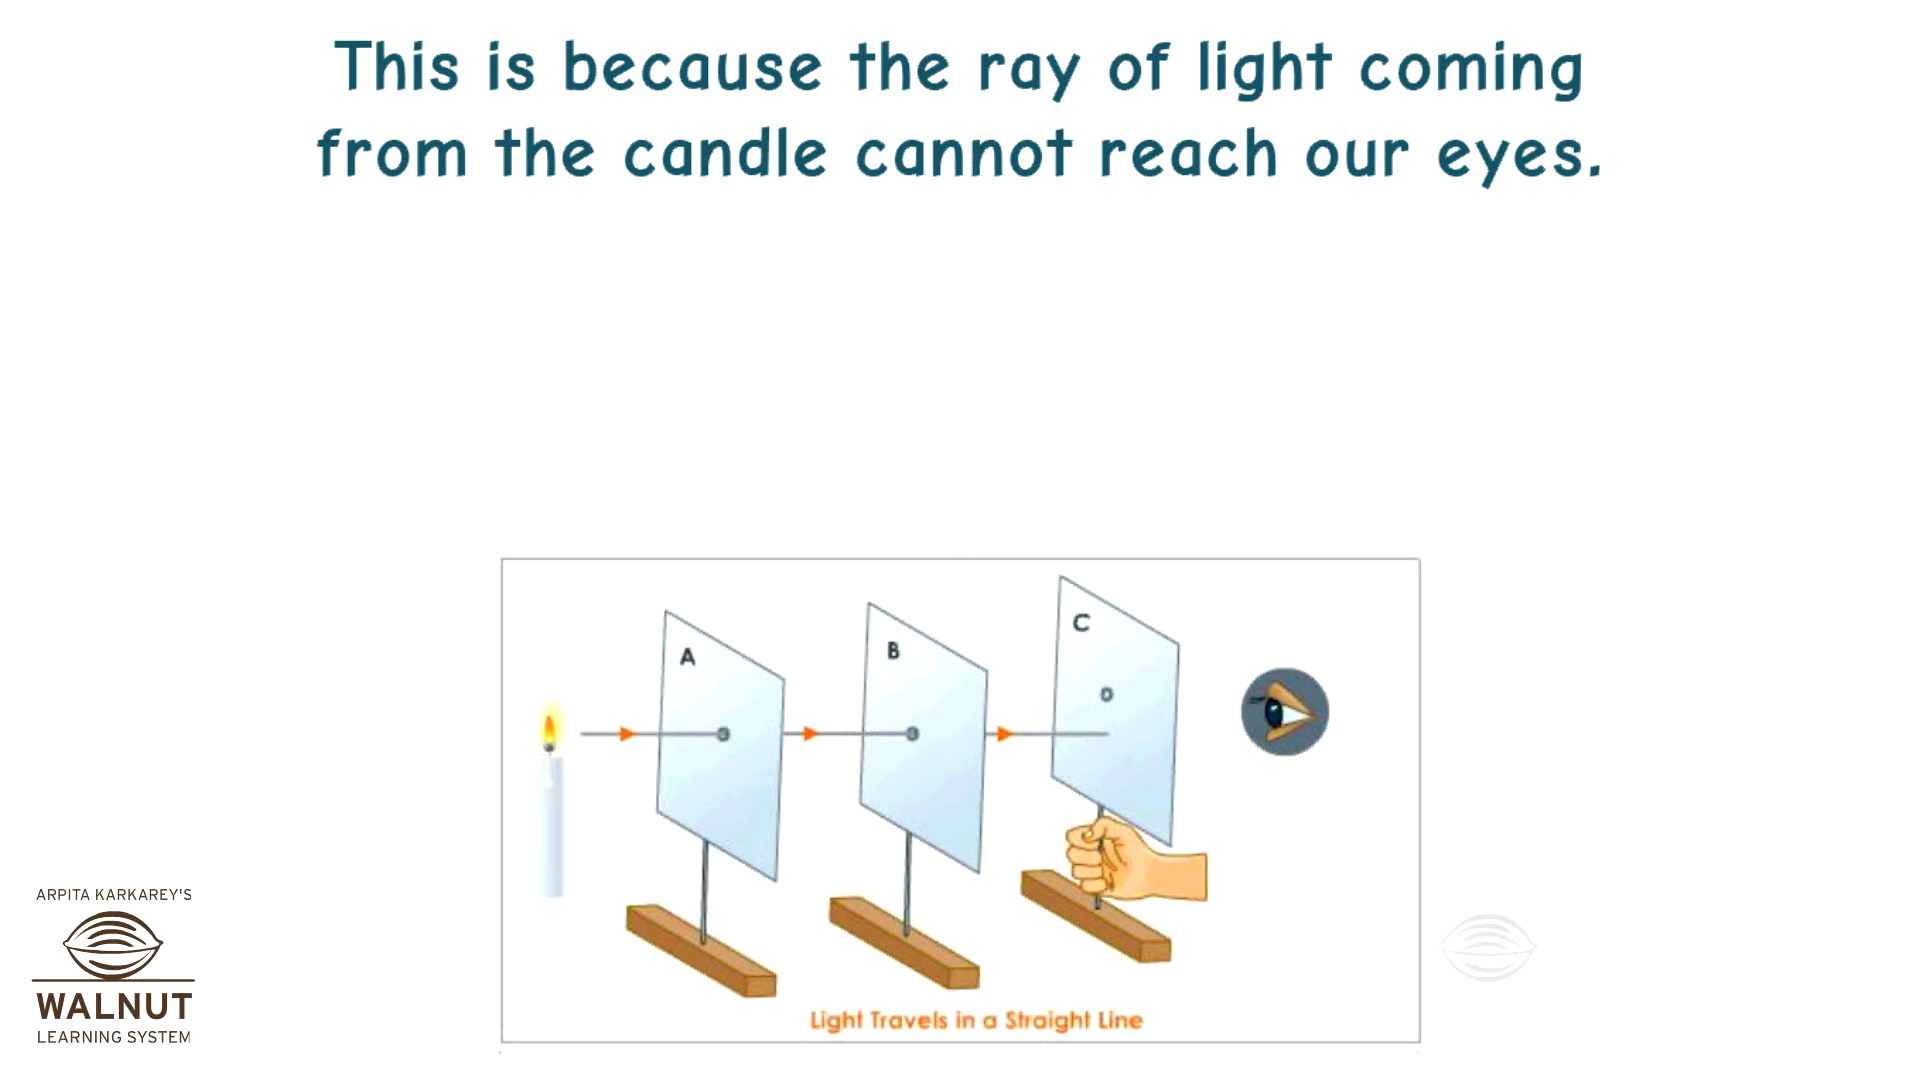 This is because the ray of light coming
from the candle cannot reach our eyes.
A
B
C
Light Travels in a Straight Line
ARPITA KARKAREY'S
WALNUT
LEARNING SYSTEM